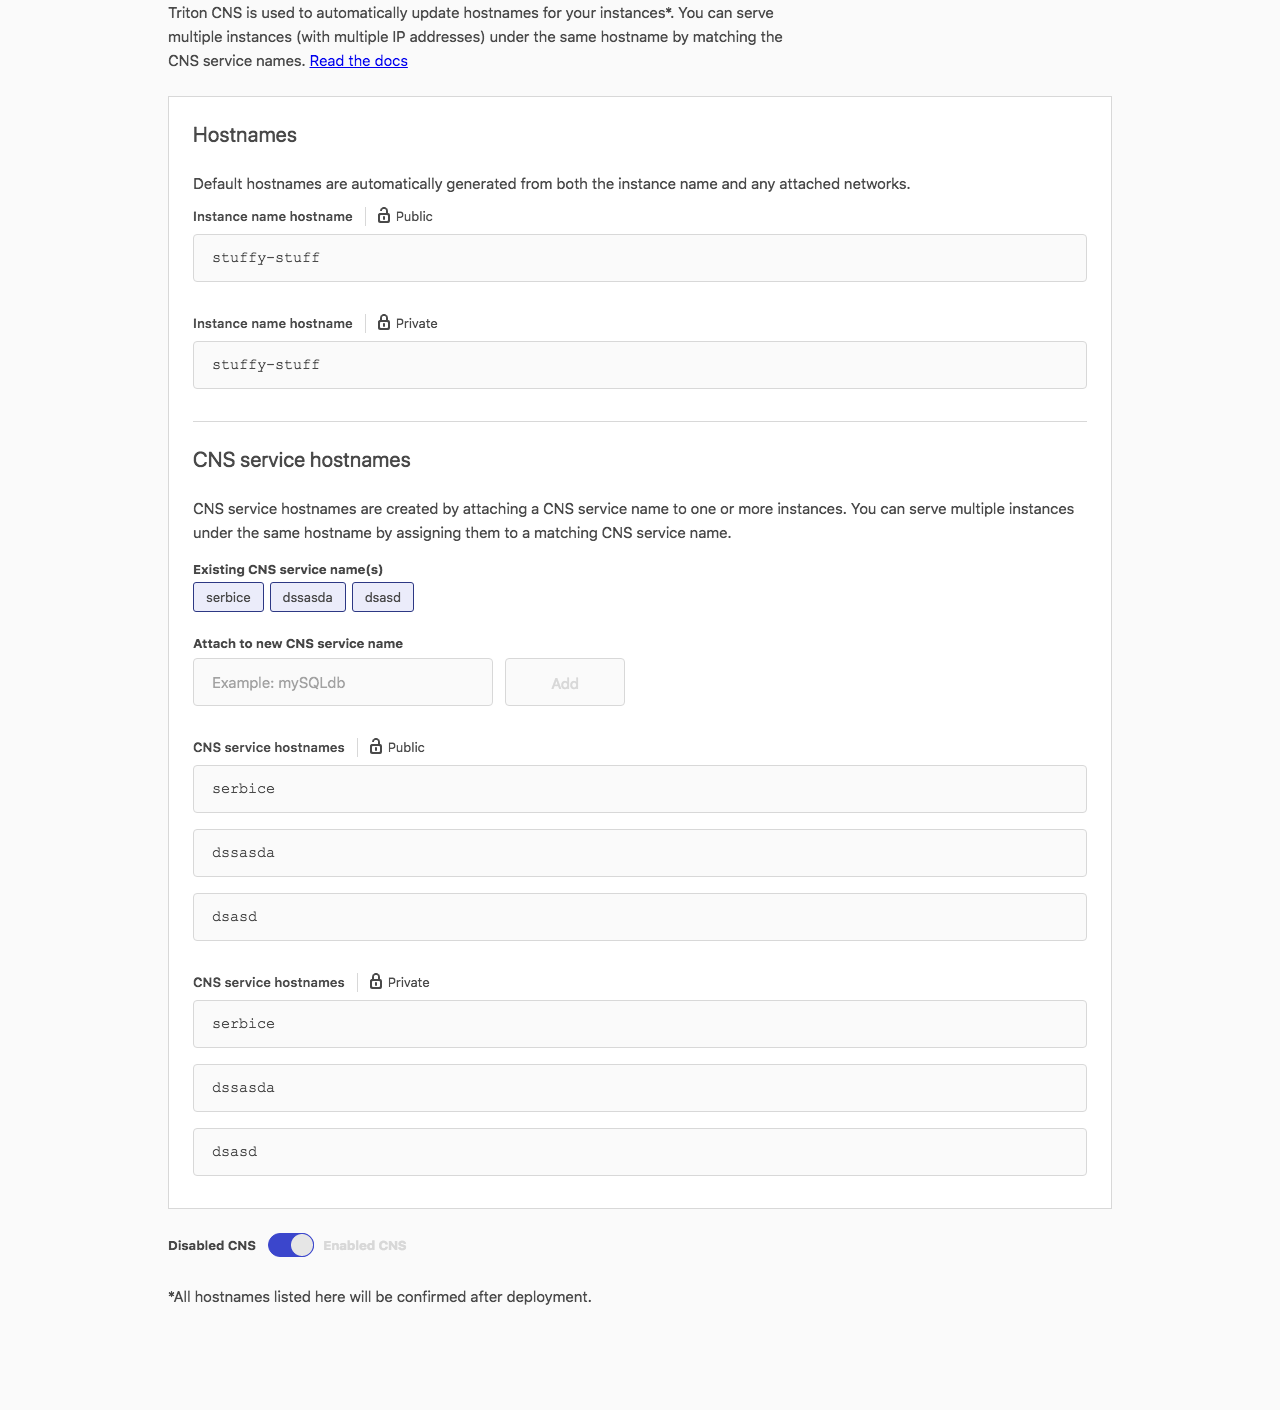 Triton CNS is used to automatically update hostnames for your instances*. You can serve
multiple instances (with multiple IP addresses) under the same hostname by matching the
CNS service names. Read the docs
Hostnames
Default hostnames are automatically generated from both the instance name and any attached networks.
Instance name hostname Public
stuffy-stuff
Instance name hostname Private
stuffy-stuff
CNS service hostnames
CNS service hostnames are created by attaching a CNS service name to one or more instances. You can serve multiple instances
under the same hostname by assigning them to a matching CNS service name.
Existing CNS service name(s)
serbice dssasda dsasd
Attach to new CNS service name
Example: mySQLdb Add
CNS service hostnames Public
serbice
dssasda
dsasd
CNS service hostnames Private
serbice
dssasda
dsasd
Disabled CNS Enabled CNS
*All hostnames listed here will be confirmed after deployment.